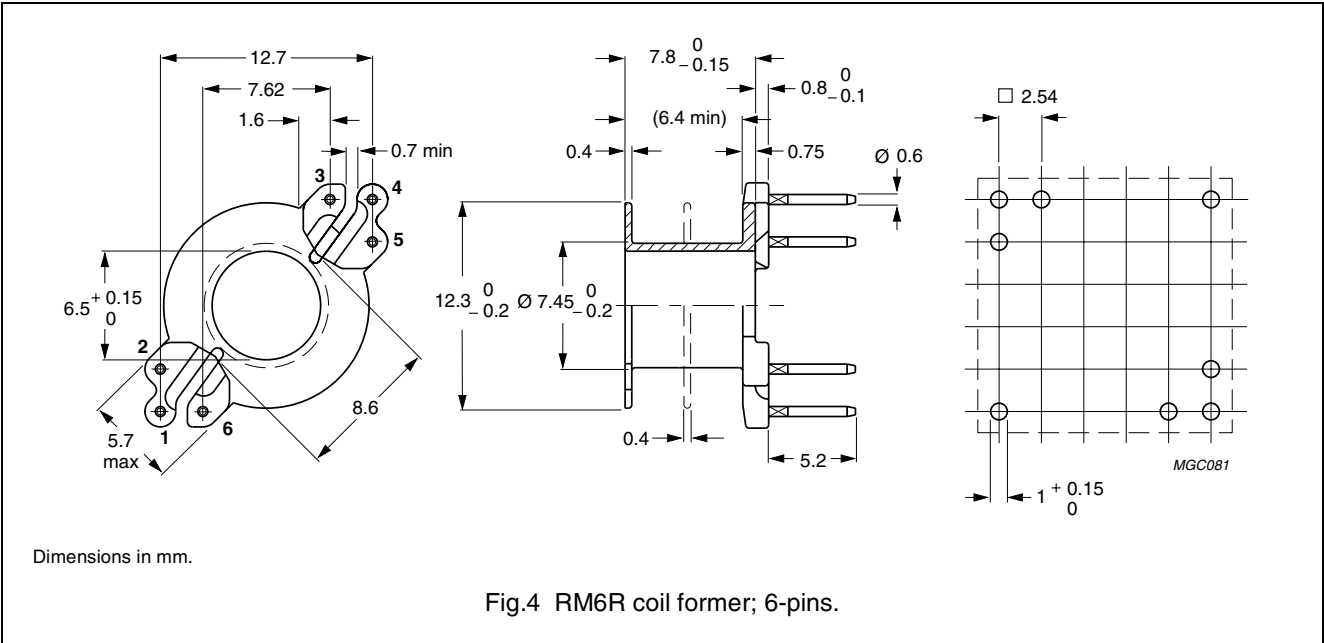 12.7
7.62
1.6
0.7 min
3
4
5
6.5 + 0.15 0
2
1
6
5.7 max
8.6
7.8 0 – 0.15
0.8 0 – 0.1
(6.4 min)
0.4
0.75
Ø 0.6
12.3 0 – 0.2
Ø 7.45 0 – 0.2
0.4
5.2
□ 2.54
MGC081
1 + 0.15 0
Dimensions in mm.
Fig.4 RM6R coil former; 6-pins.